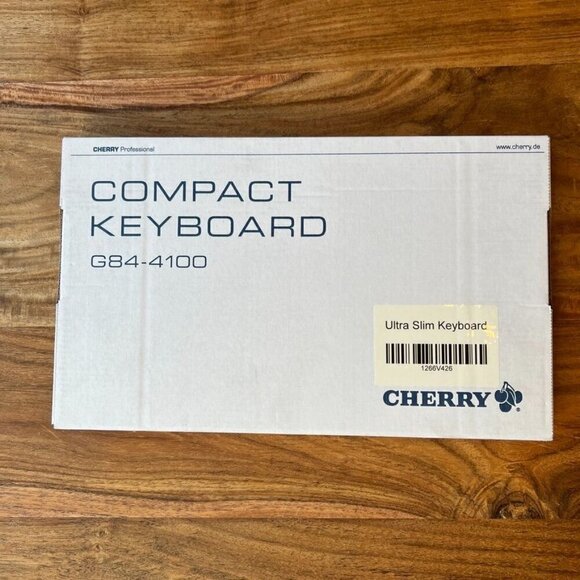 CHERRY Professional
www.cherry.de
COMPACT
KEYBOARD
G84-4100
Ultra Slim Keyboard
1266V426
CHERRY